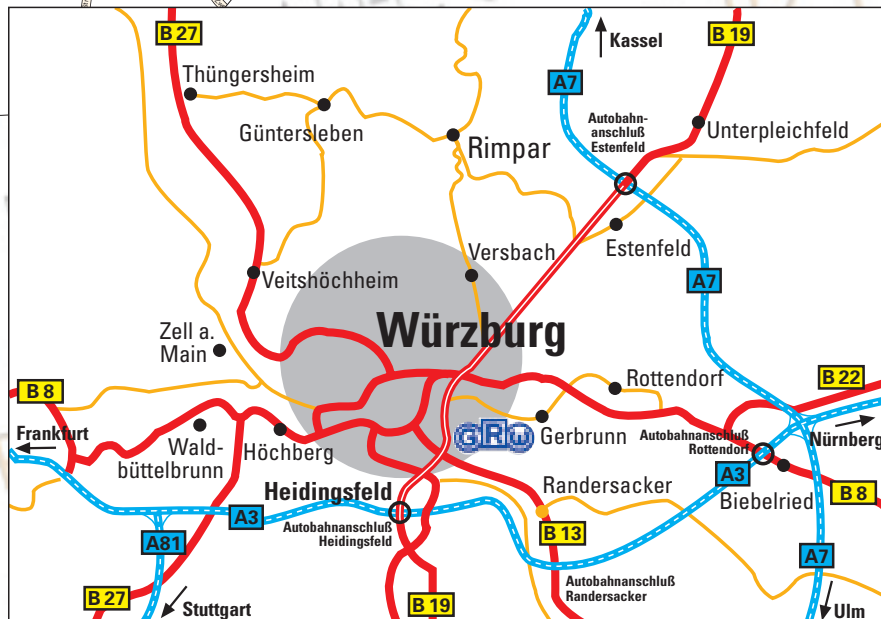 B 27
Kassel
B 19
A7
Thüngersheim
Autobahn-
anschluß
Estenfeld
Güntersleben
Rimpar
Unterpleichfeld
Versbach
Estenfeld
Veitshöchheim
A7
Würzburg
Zell a.
Main
Rottendorf
B 22
B 8
Frankfurt
Wald-
büttelbrunn
Höchberg
GRW
Gerbrunn
Autobahnanschluß
Rottendorf
Nürnberg
A3
Biebelried
B 8
Heidingsfeld
Randersacker
A3
Autobahnanschluß
Heidingsfeld
B 13
A81
A7
Autobahnanschluß
Randersacker
B 27
Stuttgart
B 19
Ulm